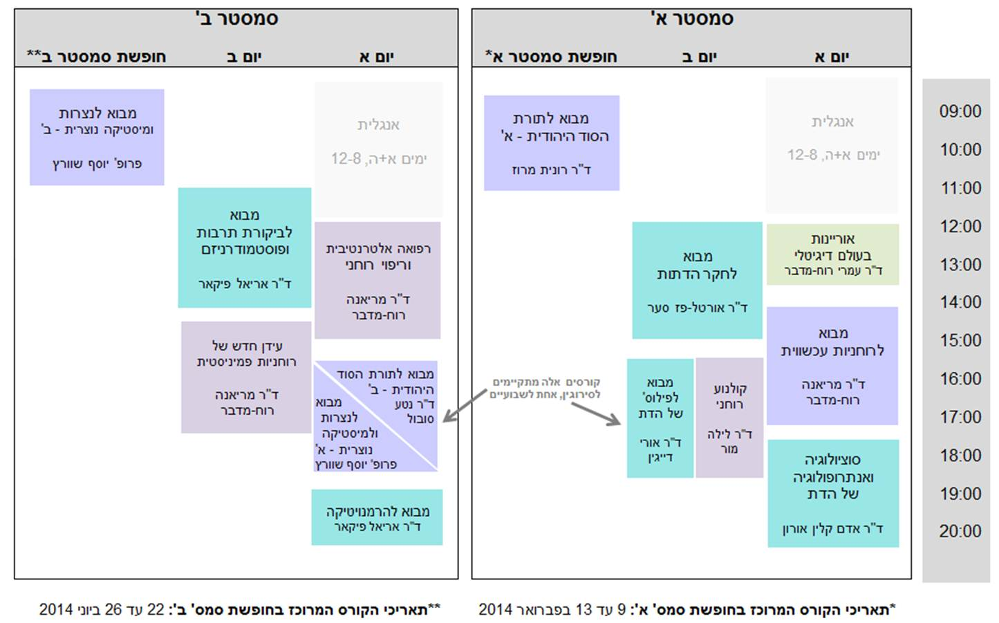 סמסטר א'
יום א
יום ב
חופשת סמסטר א*
09:00
10:00
11:00
12:00
13:00
14:00
15:00
16:00
17:00
18:00
19:00
20:00
אנגלית
ימים א+ה, 12-8
אוריינות
בעולם דיגיטלי
ד"ר עמרי רוח-מדבר
מבוא
לרוחניות עכשווית
ד"ר מריאנה
רוח-מדבר
סוציולוגיה
ואנתרופולוגיה
של הדת
ד"ר אדם קלין אורון
מבוא
לחקר הדתות
ד"ר אורטל-פז סער
קולנוע
רוחני
ד"ר לילה
מור
מבוא
לפילוס'
של הדת
ד"ר אורי
דייגין
מבוא לתורת
הסוד היהודית - א'
ד"ר רונית מרוז
קורסים אלה מתקיימים
לסירוגין, אחת לשבועיים
*תאריכי הקורס המרוכז בחופשת סמס' א': 9 עד 13 בפברואר 2014
סמסטר ב'
יום א
יום ב
חופשת סמסטר ב**
אנגלית
ימים א+ה, 12-8
רפואה אלטרנטיבית
וריפוי רוחני
ד"ר מריאנה
רוח-מדבר
מבוא לתורת הסוד
היהודית - ב'
ד"ר נטע
סובול
מבוא
לנצרות
ולמיסטיקה
נוצרית - א'
פרופ' יוסף שוורץ
מבוא להרמנויטיקה
ד"ר אריאל פיקאר
מבוא
לביקורת תרבות
ופוסטמודרניזם
ד"ר אריאל פיקאר
עידן חדש של
רוחניות פמיניסטית
ד"ר מריאנה
רוח-מדבר
מבוא לנצרות
ומיסטיקה נוצרית - ב'
פרופ' יוסף שוורץ
**תאריכי הקורס המרוכז בחופשת סמס' ב': 22 עד 26 ביוני 2014